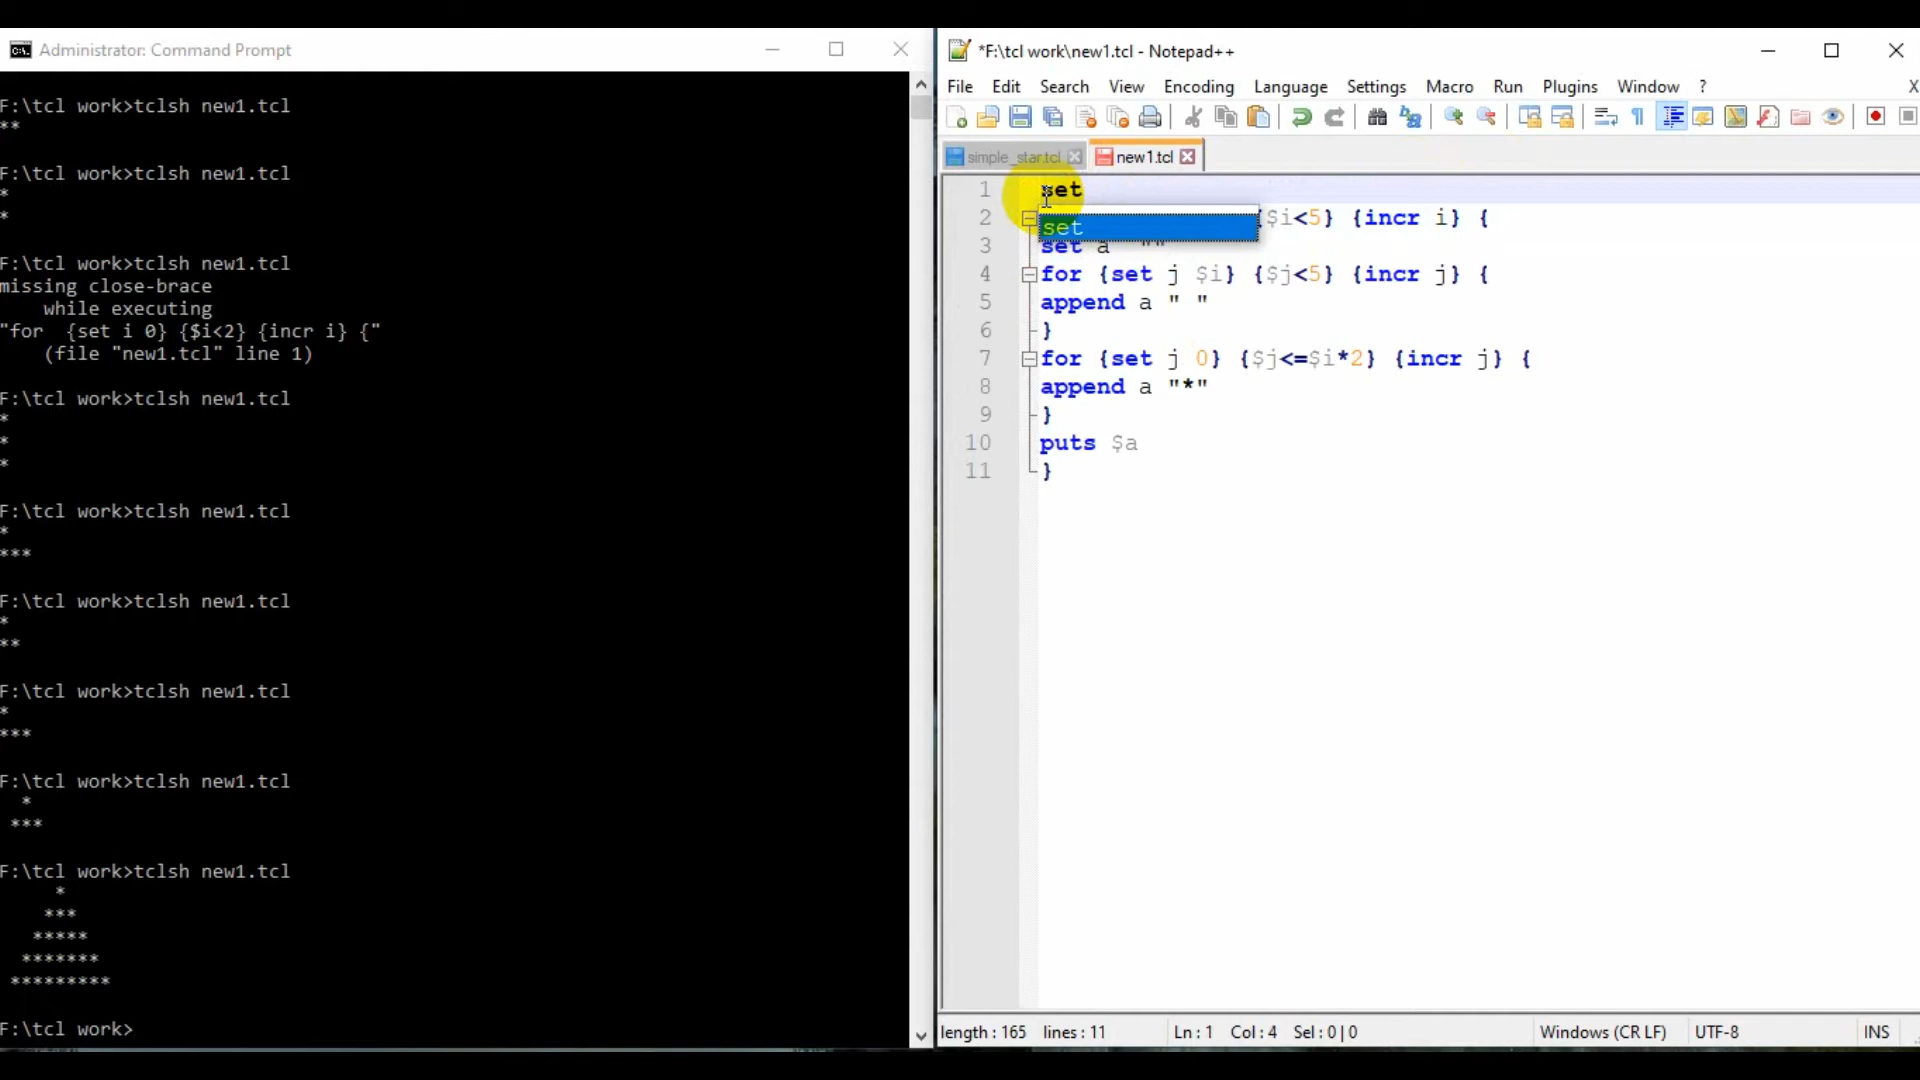 Administrator: Command Prompt
F:\tcl work>tclsh new1.tcl
**
F:\tcl work>tclsh new1.tcl
*
*
F:\tcl work>tclsh new1.tcl
missing close-brace
    while executing
"for  {set i 0} {$i<2} {incr i} {"
    (file "new1.tcl" line 1)
F:\tcl work>tclsh new1.tcl
*
*
*
F:\tcl work>tclsh new1.tcl
*
***
F:\tcl work>tclsh new1.tcl
*
**
F:\tcl work>tclsh new1.tcl
*
***
F:\tcl work>tclsh new1.tcl
  *
 ***
F:\tcl work>tclsh new1.tcl
     *
    ***
   *****
  *******
 *********
F:\tcl work>
*F:\tcl work\new1.tcl - Notepad++
File Edit Search View Encoding Language Settings Macro Run Plugins Window ? X
simple_star.tcl new1.tcl
1 set
set
2 $i<5} {incr i} {
3 set a ""
4 for {set j $i} {$j<5} {incr j} {
5 append a " "
6 }
7 for {set j 0} {$j<=$i*2} {incr j} {
8 append a "*"
9 }
10 puts $a
11 }
length : 165 lines : 11 Ln : 1 Col : 4 Sel : 0 | 0 Windows (CR LF) UTF-8 INS